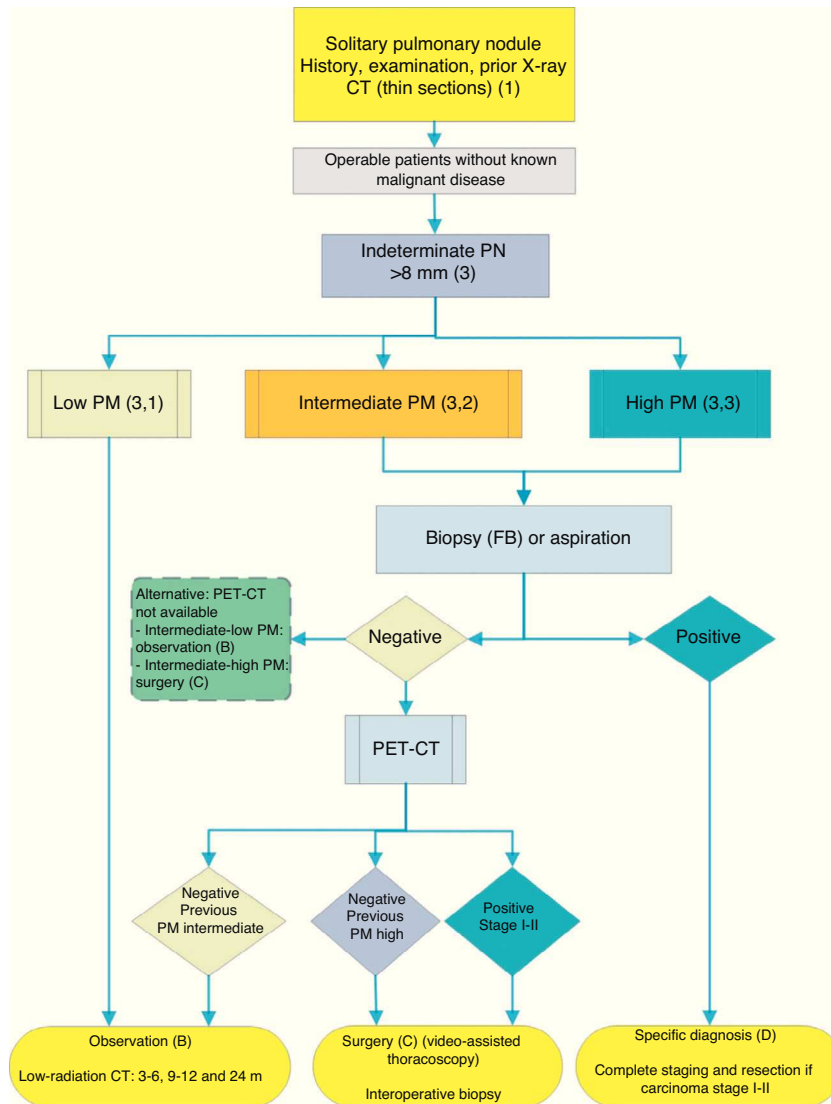 Solitary pulmonary nodule
History, examination, prior X-ray
CT (thin sections) (1)
Operable patients without known
malignant disease
Indeterminate PN
>8 mm (3)
Low PM (3,1)
Intermediate PM (3,2)
High PM (3,3)
Biopsy (FB) or aspiration
Alternative: PET-CT
not available
- Intermediate-low PM:
observation (B)
- Intermediate-high PM:
surgery (C)
Negative
Positive
PET-CT
Negative
Previous
PM intermediate
Negative
Previous
PM high
Positive
Stage I-II
Observation (B)
Low-radiation CT: 3-6, 9-12 and 24 m
Surgery (C) (video-assisted
thoracoscopy)
Interoperative biopsy
Specific diagnosis (D)
Complete staging and resection if
carcinoma stage I-II